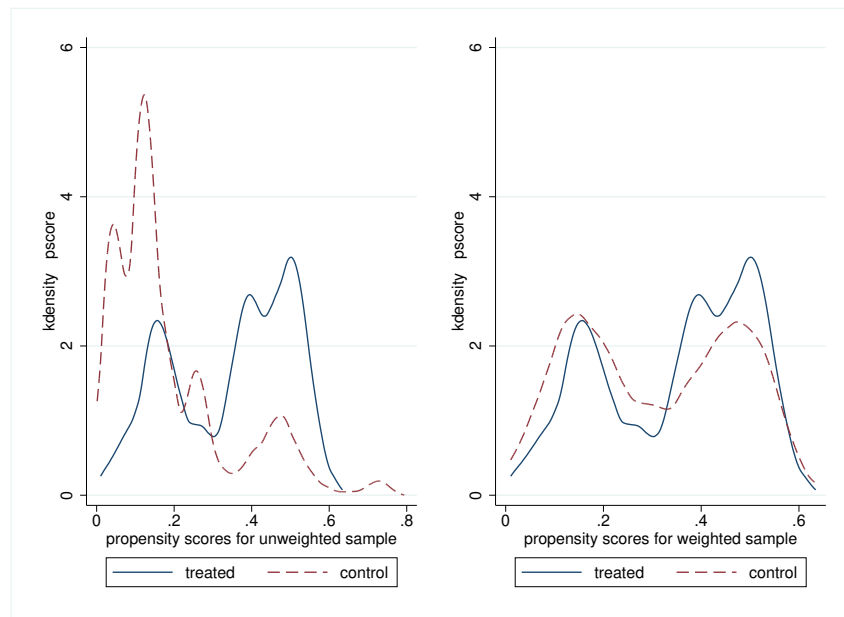 6
4
2
0
kdensity pscore
0 .2 .4 .6 .8
propensity scores for unweighted sample
treated control
6
4
2
0
kdensity pscore
0 .2 .4 .6
propensity scores for weighted sample
treated control